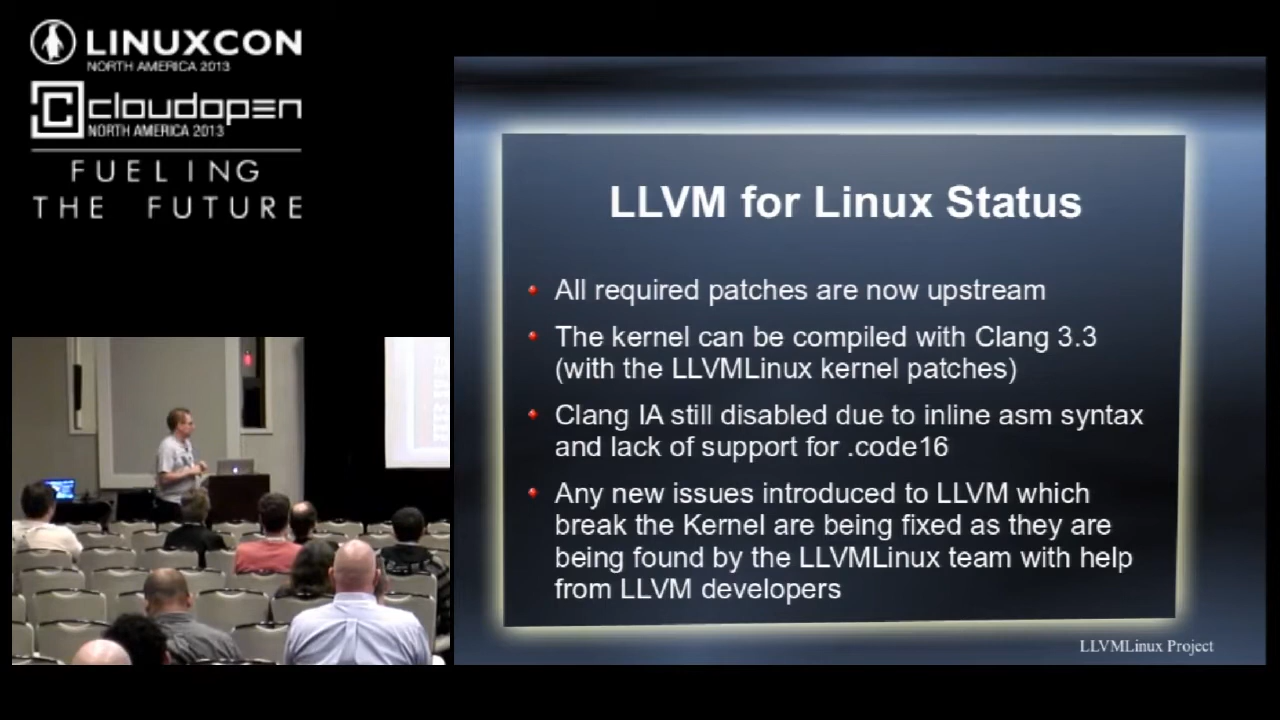 LINUXCON
NORTH AMERICA 2013
cloudopen
NORTH AMERICA 2013
FUELING
THE FUTURE
LLVM for Linux Status
All required patches are now upstream
The kernel can be compiled with Clang 3.3
(with the LLVMLinux kernel patches)
Clang IA still disabled due to inline asm syntax
and lack of support for .code16
Any new issues introduced to LLVM which
break the Kernel are being fixed as they are
being found by the LLVMLinux team with help
from LLVM developers
LLVMLinux Project